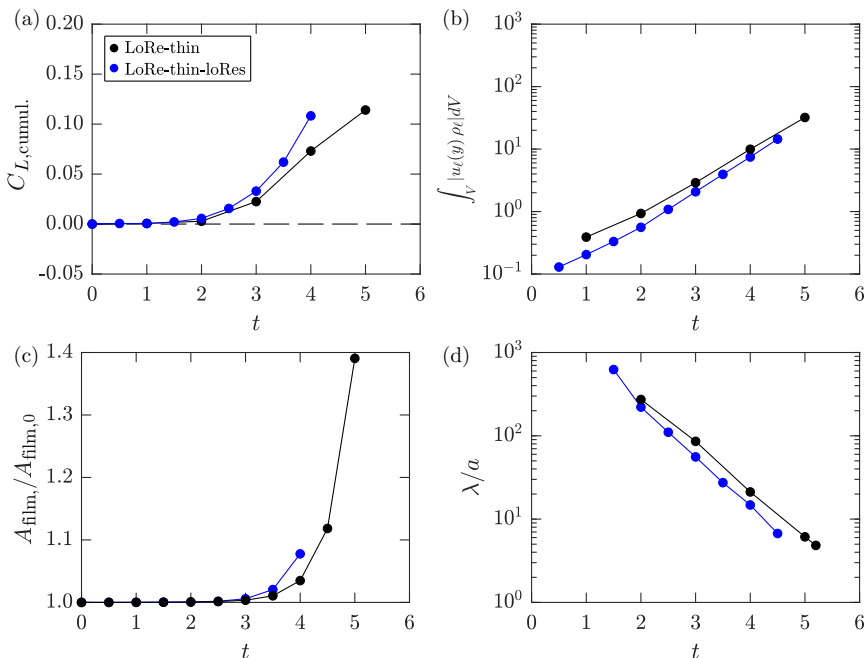 (a)
0.20
0.15
0.10
0.05
0.00
-0.05
C_{L,cumul.}
LoRe-thin
LoRe-thin-loRes
0 1 2 3 4 5 6
t
(b)
10^3
10^2
10^1
10^0
10^{-1}
∫_V |u_ℓ(y) ρ_ℓ|dV
0 1 2 3 4 5 6
t
(c)
1.4
1.3
1.2
1.1
1.0
A_{film,}/A_{film,0}
0 1 2 3 4 5 6
t
(d)
10^3
10^2
10^1
10^0
λ/a
0 1 2 3 4 5 6
t